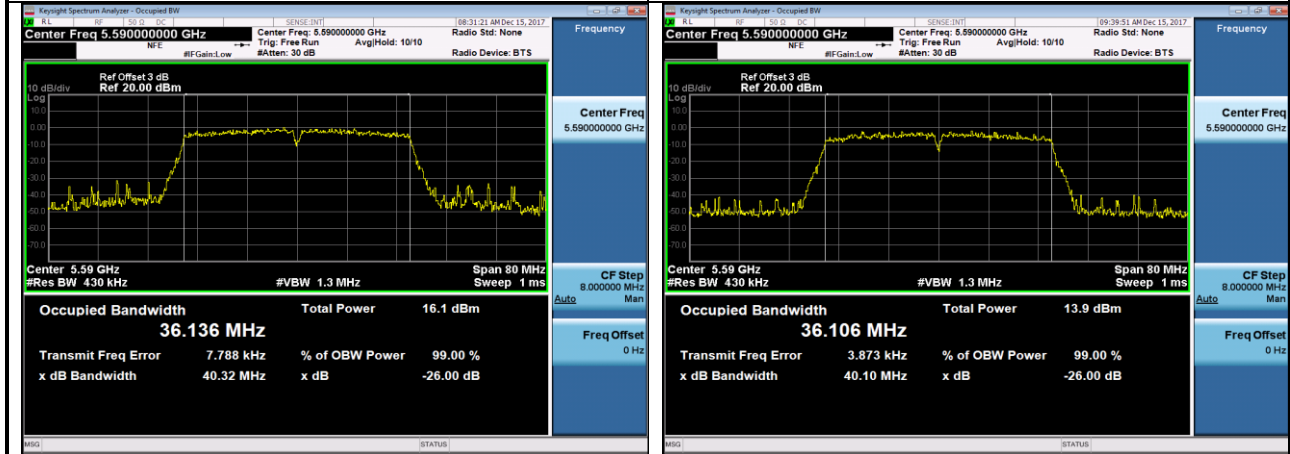 Keysight Spectrum Analyzer - Occupied BW
RL RF 50 Ω DC SENSE:INT 08:31:21 AM Dec 15, 2017
Center Freq 5.590000000 GHz Center Freq: 5.590000000 GHz Radio Std: None
NFE Trig: Free Run Avg|Hold: 10/10
#IFGain:Low #Atten: 30 dB Radio Device: BTS
Ref Offset 3 dB
10 dB/div Ref 20.00 dBm
Log
10.0
0.00
-10.0
-20.0
-30.0
-40.0
-50.0
-60.0
-70.0
Center 5.59 GHz Span 80 MHz
#Res BW 430 kHz #VBW 1.3 MHz Sweep 1 ms
Occupied Bandwidth Total Power 16.1 dBm
36.136 MHz
Transmit Freq Error 7.788 kHz % of OBW Power 99.00 %
x dB Bandwidth 40.32 MHz x dB -26.00 dB
MSG STATUS
Frequency
Center Freq
5.590000000 GHz
CF Step
8.000000 MHz
Auto Man
Freq Offset
0 Hz
Keysight Spectrum Analyzer - Occupied BW
RL RF 50 Ω DC SENSE:INT 09:39:51 AM Dec 15, 2017
Center Freq 5.590000000 GHz Center Freq: 5.590000000 GHz Radio Std: None
NFE Trig: Free Run Avg|Hold: 10/10
#IFGain:Low #Atten: 30 dB Radio Device: BTS
Ref Offset 3 dB
10 dB/div Ref 20.00 dBm
Log
10.0
0.00
-10.0
-20.0
-30.0
-40.0
-50.0
-60.0
-70.0
Center 5.59 GHz Span 80 MHz
#Res BW 430 kHz #VBW 1.3 MHz Sweep 1 ms
Occupied Bandwidth Total Power 13.9 dBm
36.106 MHz
Transmit Freq Error 3.873 kHz % of OBW Power 99.00 %
x dB Bandwidth 40.10 MHz x dB -26.00 dB
MSG STATUS
Frequency
Center Freq
5.590000000 GHz
CF Step
8.000000 MHz
Auto Man
Freq Offset
0 Hz